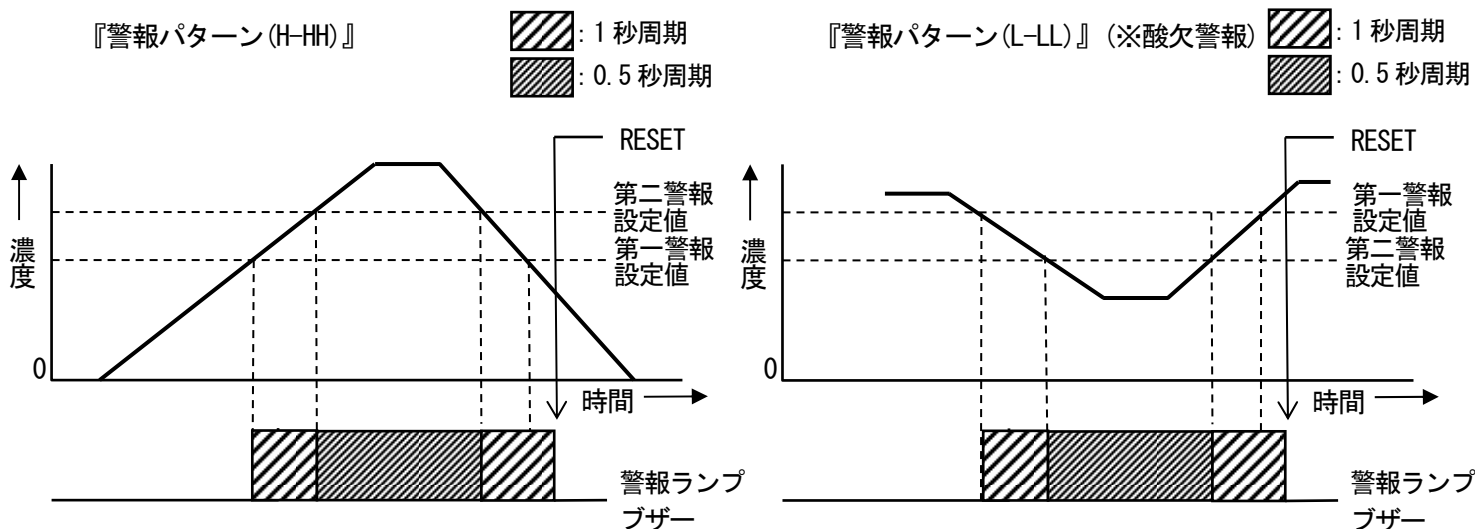 『警報パターン(H-HH)』
: 1 秒周期
: 0.5 秒周期
RESET
第二警報
設定値
第一警報
設定値
濃度
0
時間
警報ランプ
ブザー
『警報パターン(L-LL)』(※酸欠警報)
: 1 秒周期
: 0.5 秒周期
RESET
第一警報
設定値
第二警報
設定値
濃度
0
時間
警報ランプ
ブザー